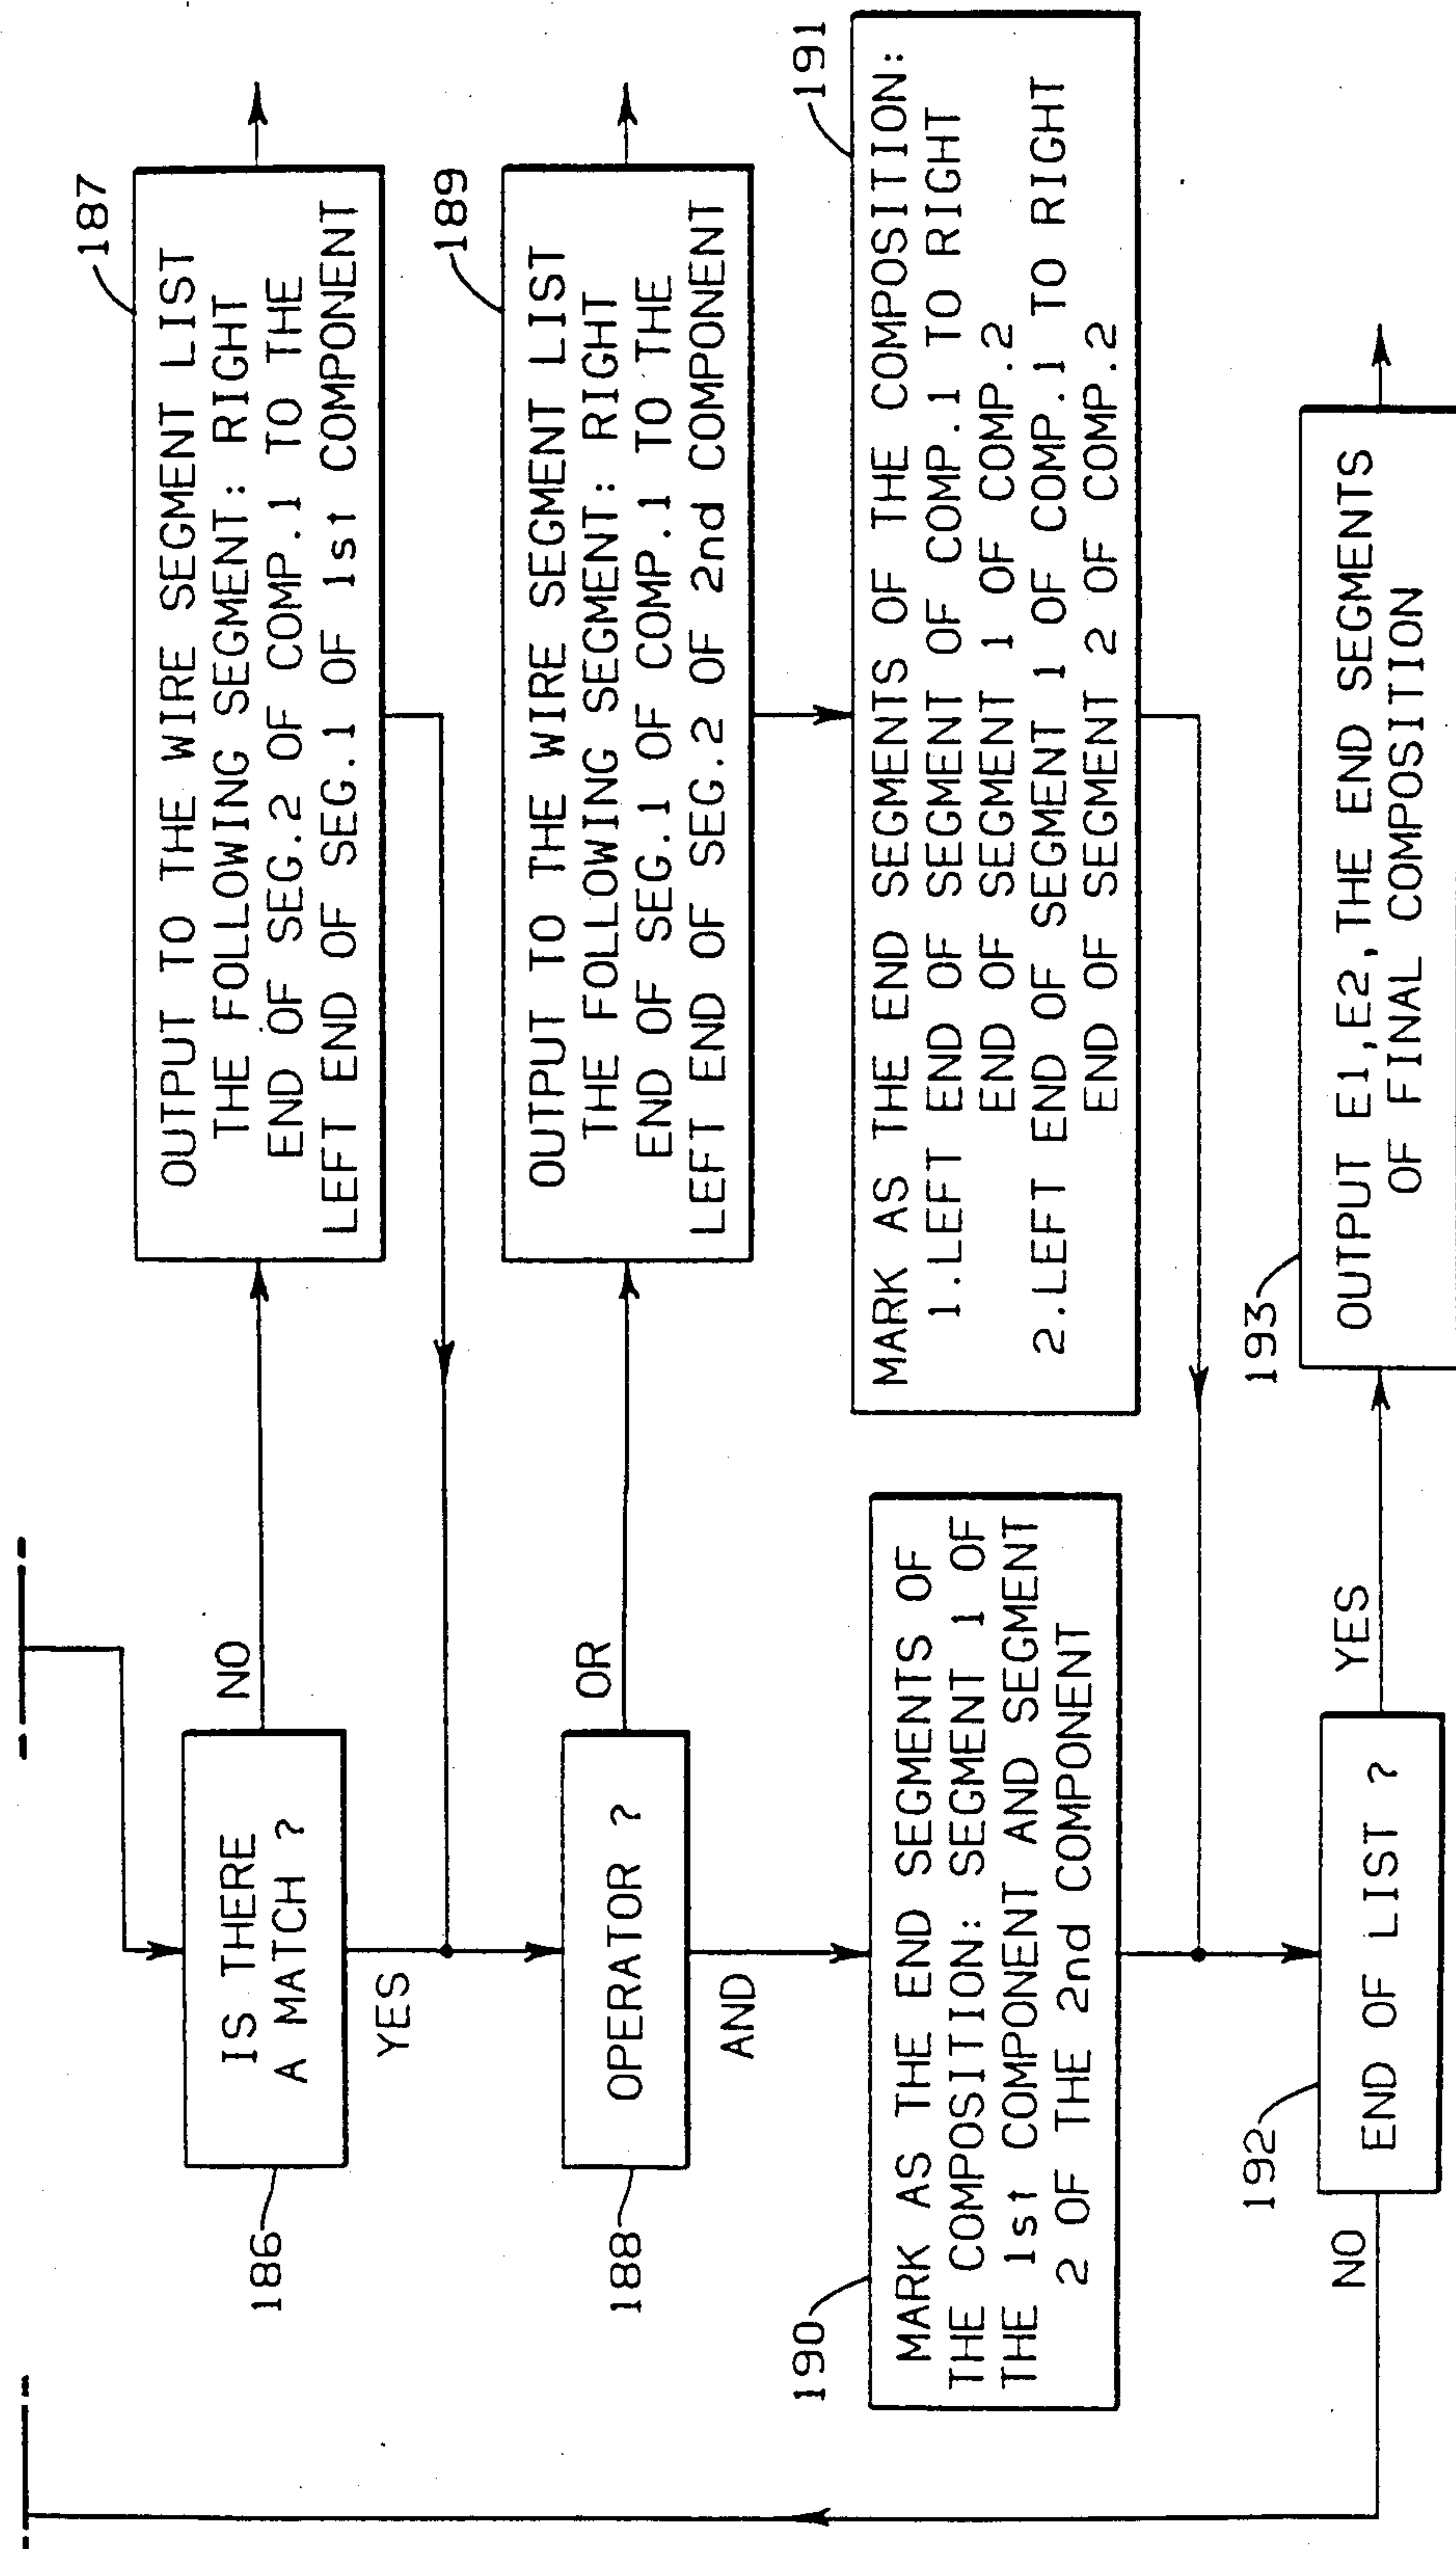 IS THERE
A MATCH ?
186
NO
YES
187
OUTPUT TO THE WIRE SEGMENT LIST
THE FOLLOWING SEGMENT: RIGHT
END OF SEG.2 OF COMP.1 TO THE
LEFT END OF SEG.1 OF 1st COMPONENT
OPERATOR ?
188
OR
AND
189
OUTPUT TO THE WIRE SEGMENT LIST
THE FOLLOWING SEGMENT: RIGHT
END OF SEG.1 OF COMP.1 TO THE
LEFT END OF SEG.2 OF 2nd COMPONENT
190
MARK AS THE END SEGMENTS OF
THE COMPOSITION: SEGMENT 1 OF
THE 1st COMPONENT AND SEGMENT
2 OF THE 2nd COMPONENT
191
MARK AS THE END SEGMENTS OF THE COMPOSITION:
1.LEFT END OF SEGMENT OF COMP.1 TO RIGHT
END OF SEGMENT 1 OF COMP.2
2.LEFT END OF SEGMENT 1 OF COMP.1 TO RIGHT
END OF SEGMENT 2 OF COMP.2
192
END OF LIST ?
NO
YES
193
OUTPUT E1,E2,THE END SEGMENTS
OF FINAL COMPOSITION